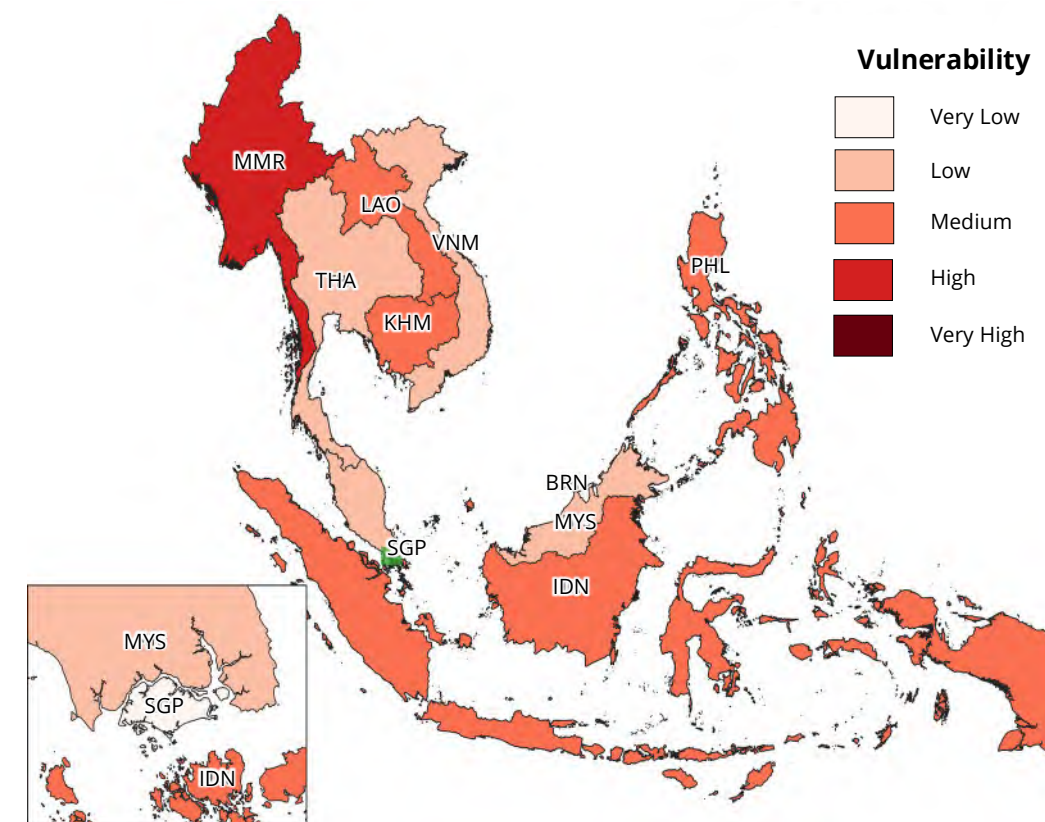 Vulnerability
Very Low
Low
Medium
High
Very High
MMR
LAO
VNM
THA
KHM
PHL
BRN
MYS
SGP
IDN
MYS
SGP
IDN